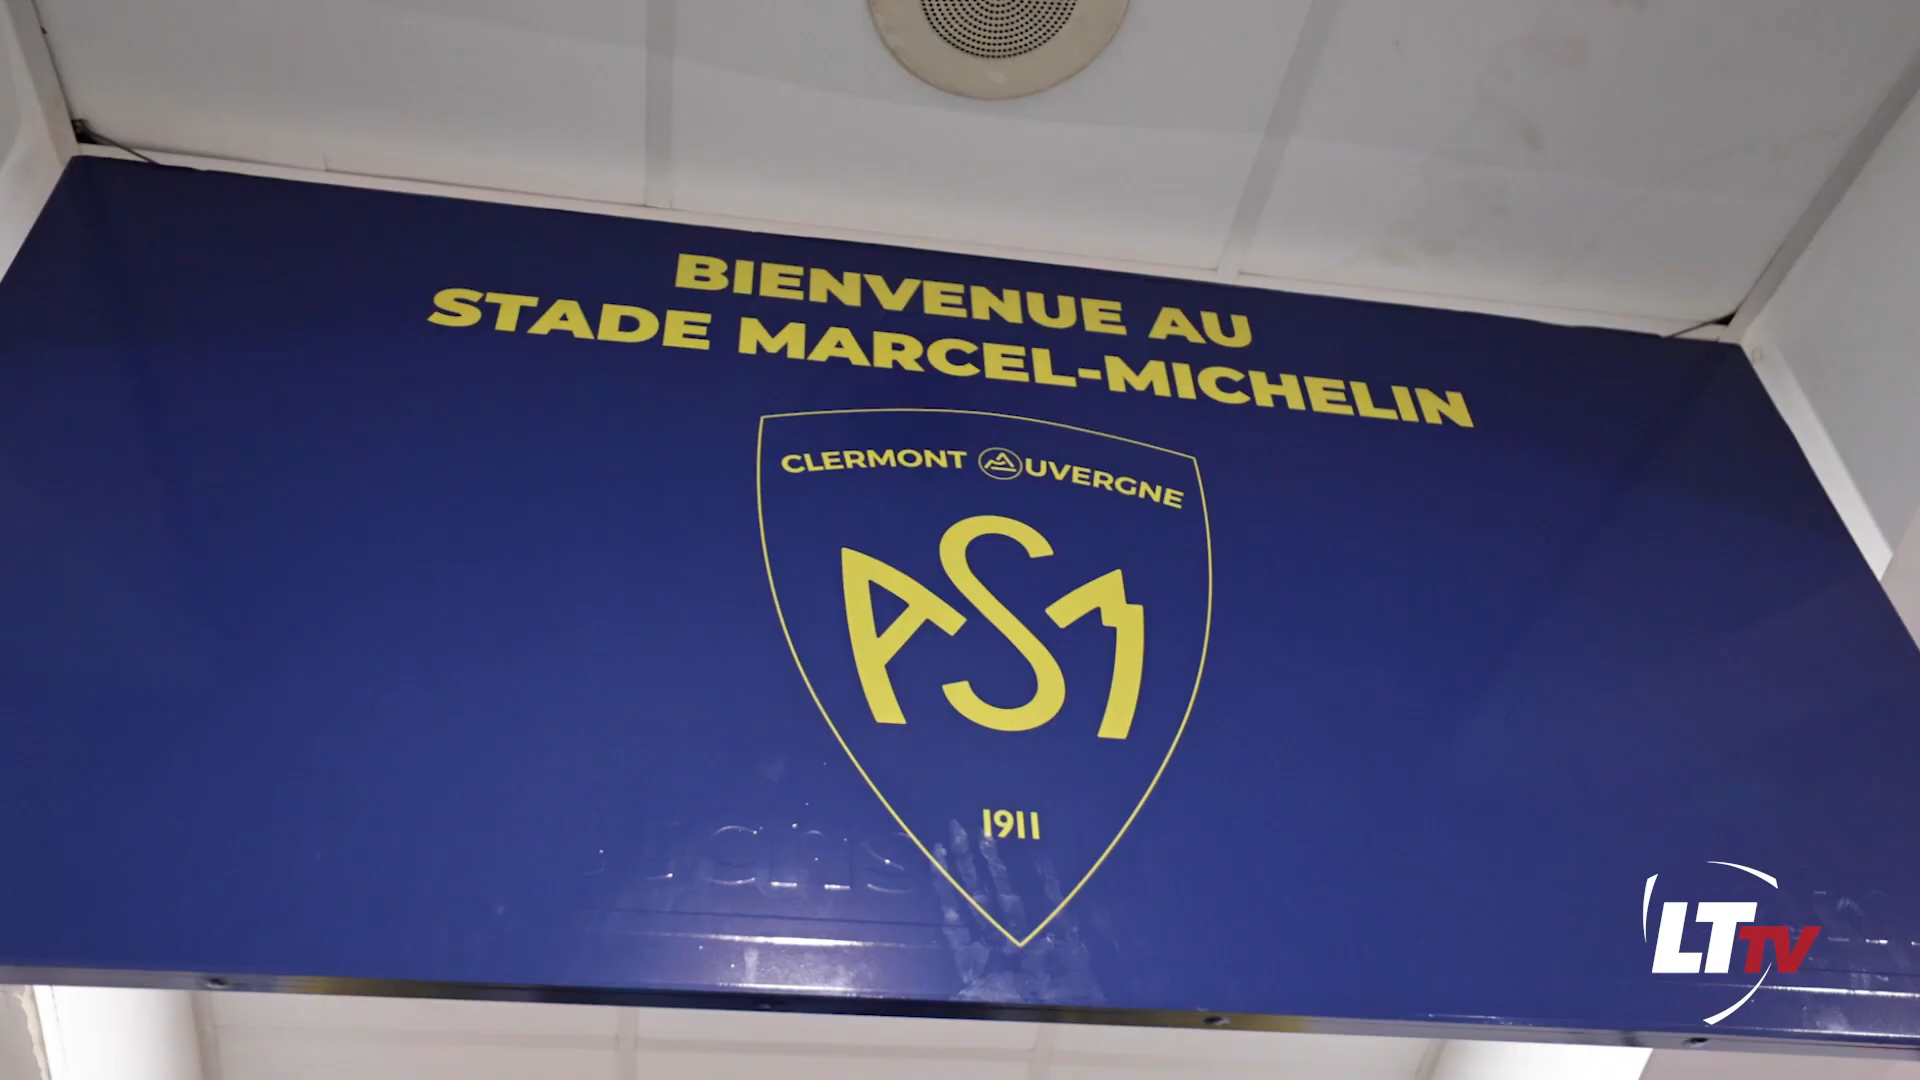 BIENVENUE AU
STADE MARCEL-MICHELIN
CLERMONT AUVERGNE
ASM
1911
LTTV